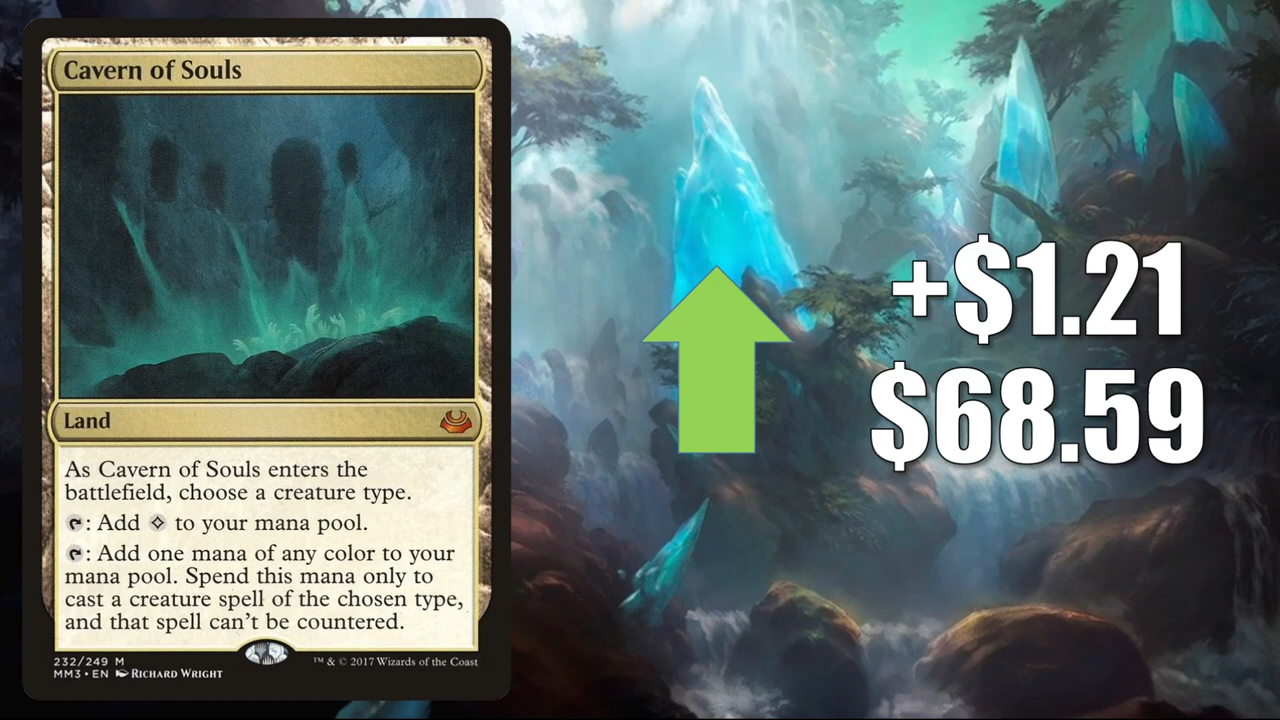 Cavern of Souls
Land
As Cavern of Souls enters the
battlefield, choose a creature type.
: Add to your mana pool.
: Add one mana of any color to your
mana pool. Spend this mana only to
cast a creature spell of the chosen type,
and that spell can't be countered.
232/249 M
MM3 • EN RICHARD WRIGHT
™ & © 2017 Wizards of the Coast
+$1.21
$68.59